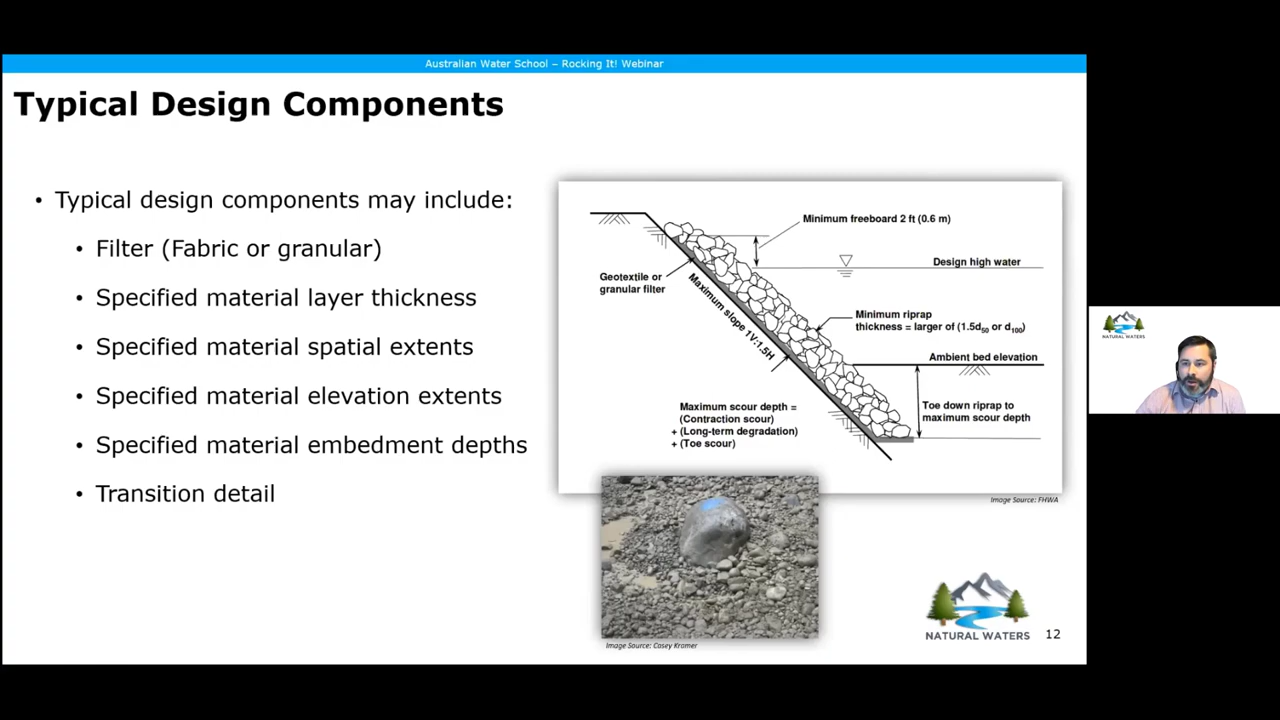 Australian Water School – Rocking It! Webinar
Typical Design Components
• Typical design components may include:
• Filter (Fabric or granular)
• Specified material layer thickness
• Specified material spatial extents
• Specified material elevation extents
• Specified material embedment depths
• Transition detail
Minimum freeboard 2 ft (0.6 m)
Design high water
Geotextile or
granular filter
Maximum slope 1V:1.5H
Minimum riprap
thickness = larger of (1.5d50 or d100)
Ambient bed elevation
Maximum scour depth =
(Contraction scour)
+ (Long-term degradation)
+ (Toe scour)
Toe down riprap to
maximum scour depth
Image Source: FHWA
Image Source: Casey Kramer
NATURAL WATERS
12
NATURAL WATERS